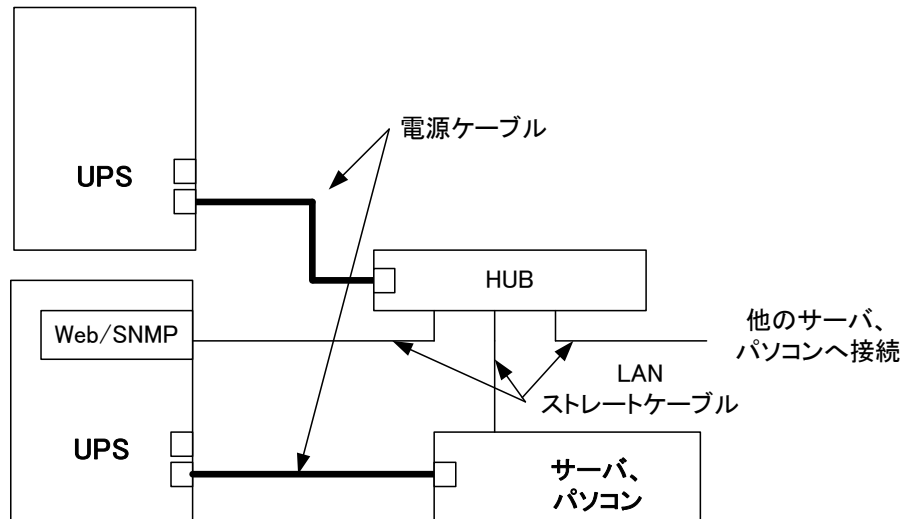 電源ケーブル
UPS
HUB
Web/SNMP
他のサーバ、
パソコンへ接続
LAN
ストレートケーブル
UPS
サーバ、
パソコン